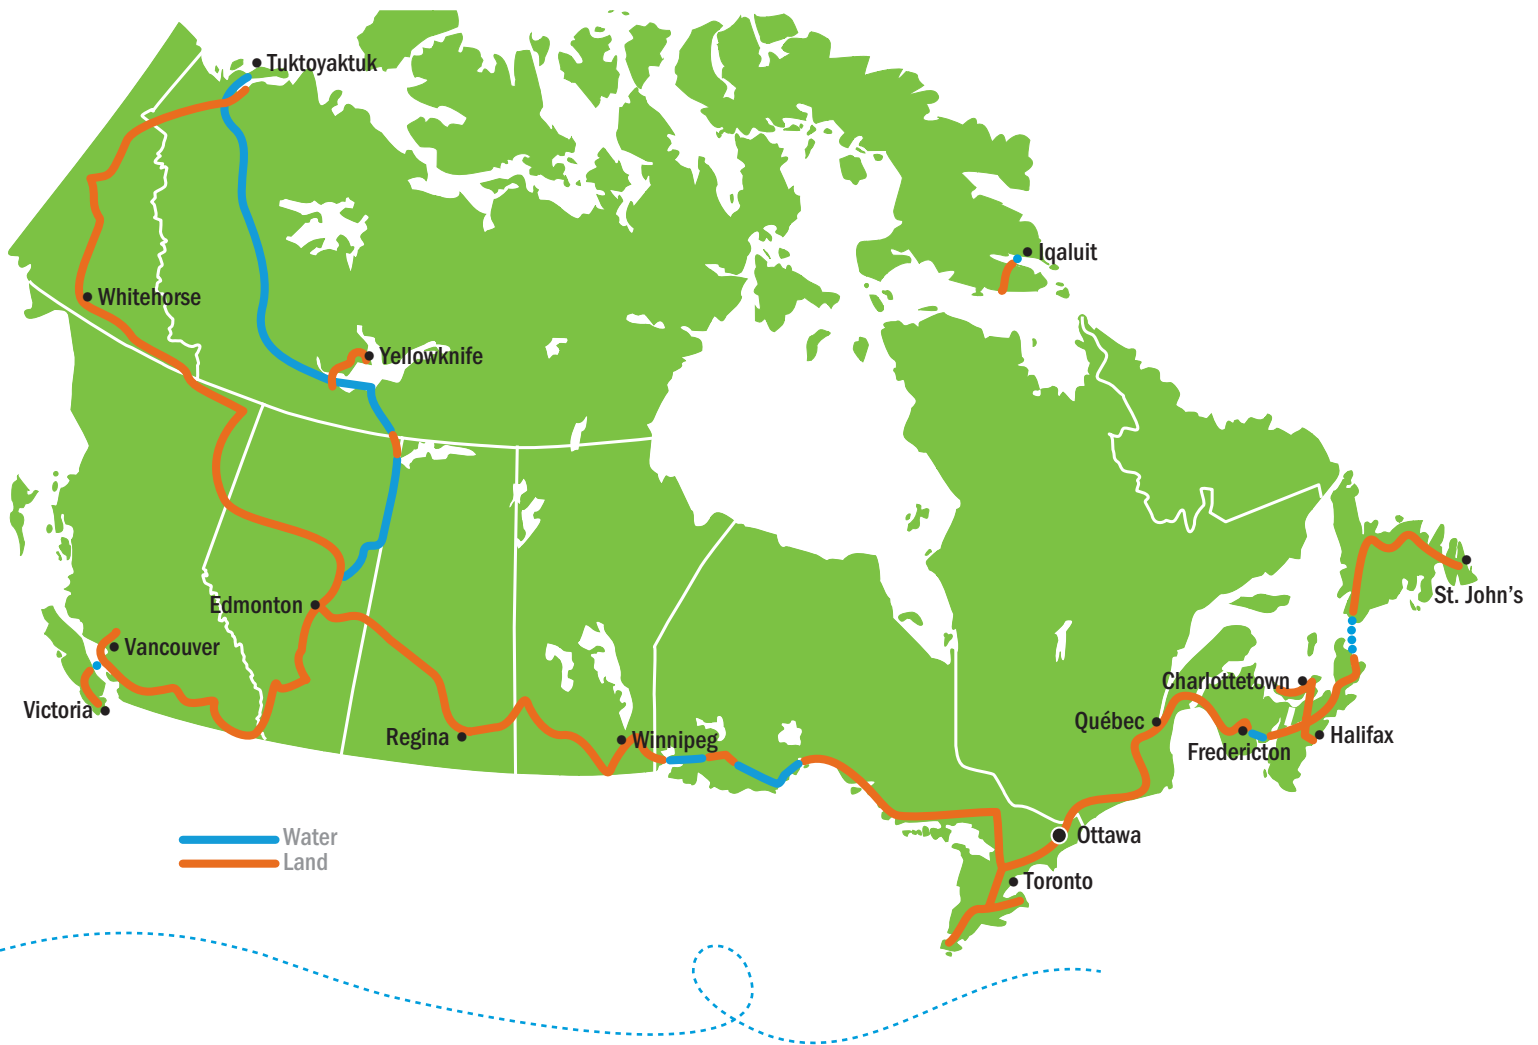 Tuktoyaktuk
Iqaluit
Whitehorse
Yellowknife
St. John's
Edmonton
Vancouver
Charlottetown
Victoria
Québec
Regina
Winnipeg
Halifax
Fredericton
Water
Ottawa
Land
Toronto